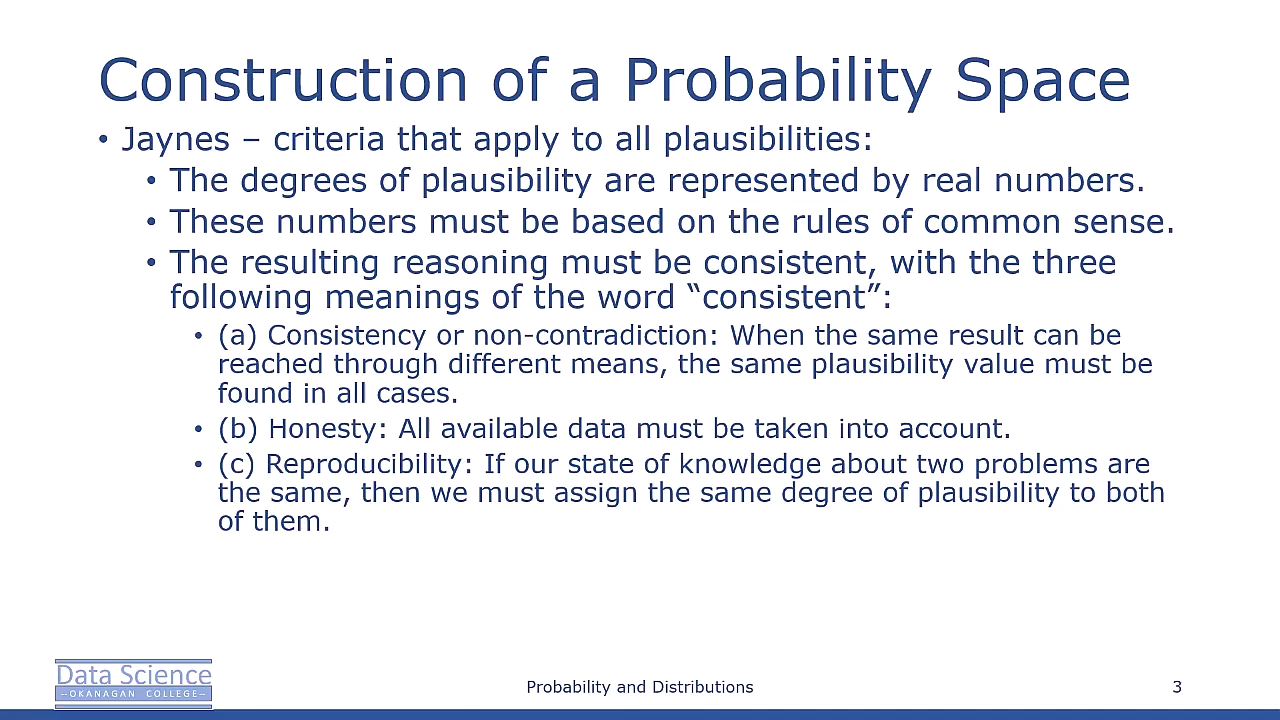 Construction of a Probability Space
• Jaynes – criteria that apply to all plausibilities:
• The degrees of plausibility are represented by real numbers.
• These numbers must be based on the rules of common sense.
• The resulting reasoning must be consistent, with the three
following meanings of the word “consistent”:
• (a) Consistency or non-contradiction: When the same result can be
reached through different means, the same plausibility value must be
found in all cases.
• (b) Honesty: All available data must be taken into account.
• (c) Reproducibility: If our state of knowledge about two problems are
the same, then we must assign the same degree of plausibility to both
of them.
Data Science
--OKANAGAN COLLEGE--
Probability and Distributions
3